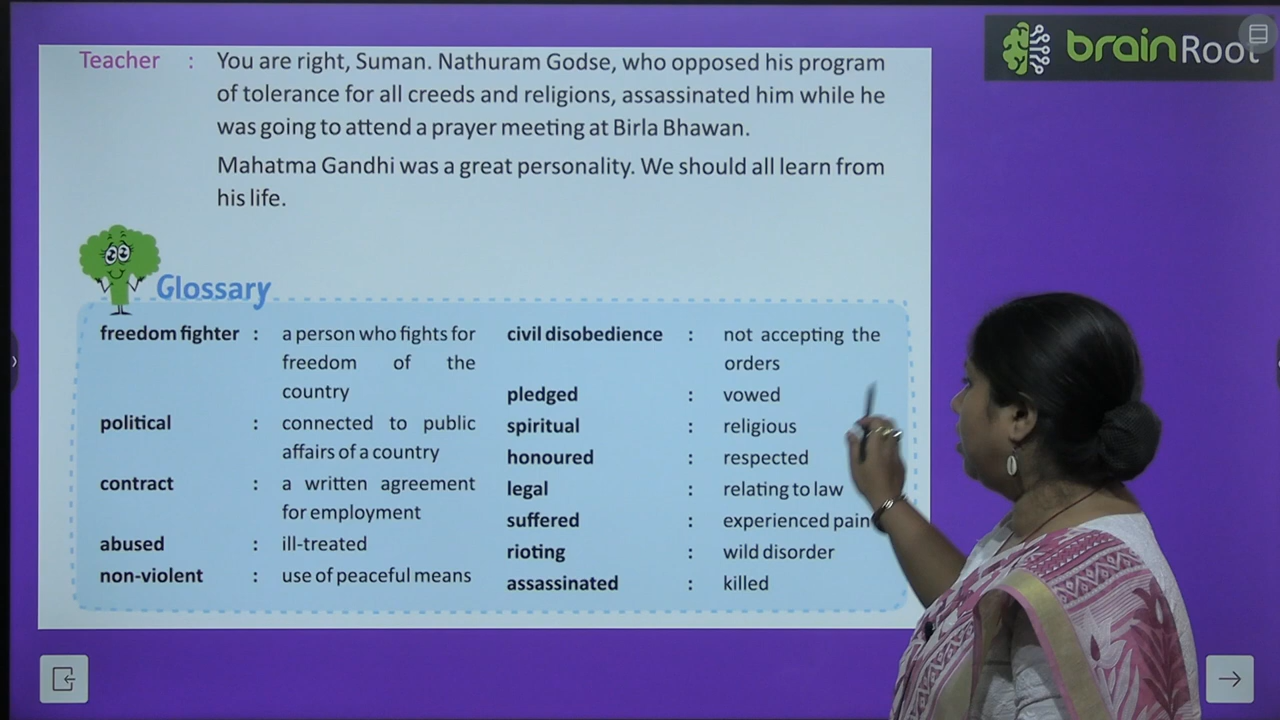 brainRoot
Teacher : You are right, Suman. Nathuram Godse, who opposed his program
of tolerance for all creeds and religions, assassinated him while he
was going to attend a prayer meeting at Birla Bhawan.
Mahatma Gandhi was a great personality. We should all learn from
his life.
Glossary
freedom fighter : a person who fights for
freedom of the
country
political : connected to public
affairs of a country
contract : a written agreement
for employment
abused : ill-treated
non-violent : use of peaceful means
civil disobedience : not accepting the
orders
pledged : vowed
spiritual : religious
honoured : respected
legal : relating to law
suffered : experienced pain
rioting : wild disorder
assassinated : killed